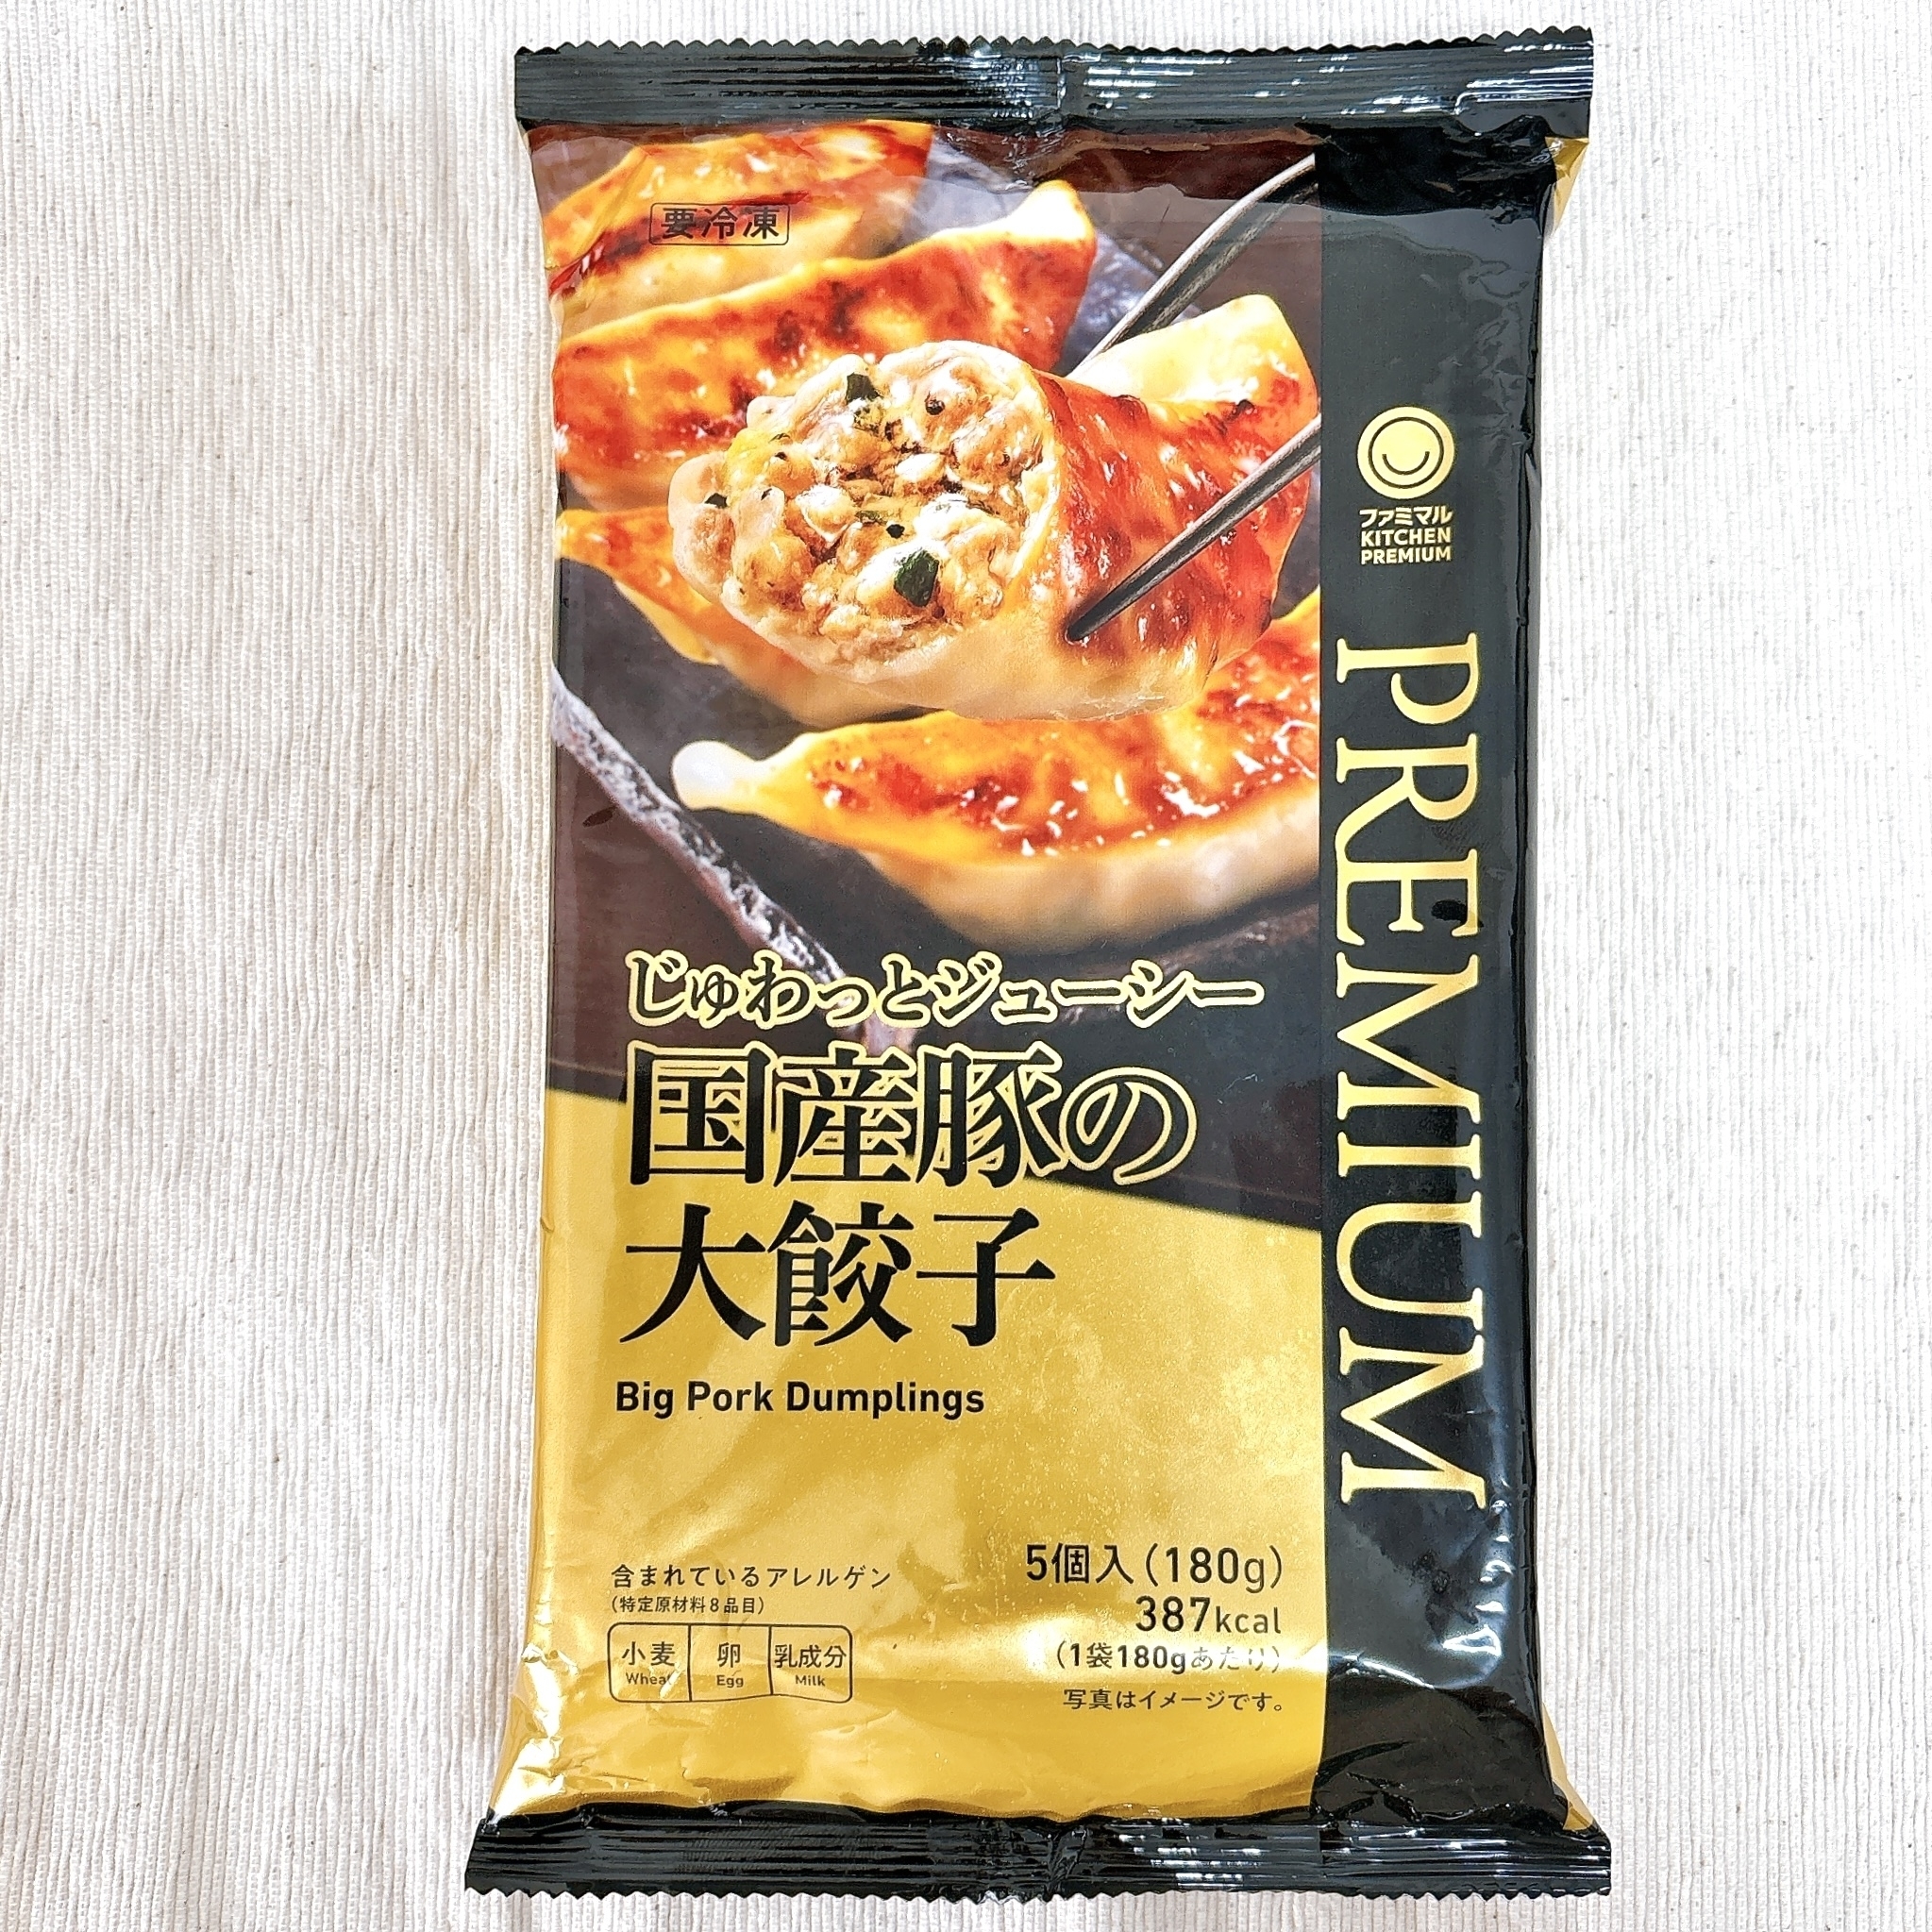 要冷凍
ファミマル
KITCHEN
PREMIUM
PREMIUM
じゅわっとジューシー
国産豚の
大餃子
Big Pork Dumplings
5個入(180g)
387kcal
(1袋180gあたり)
写真はイメージです。
含まれているアレルゲン
(特定原材料8品目)
小麦 卵 乳成分
Wheat Egg Milk